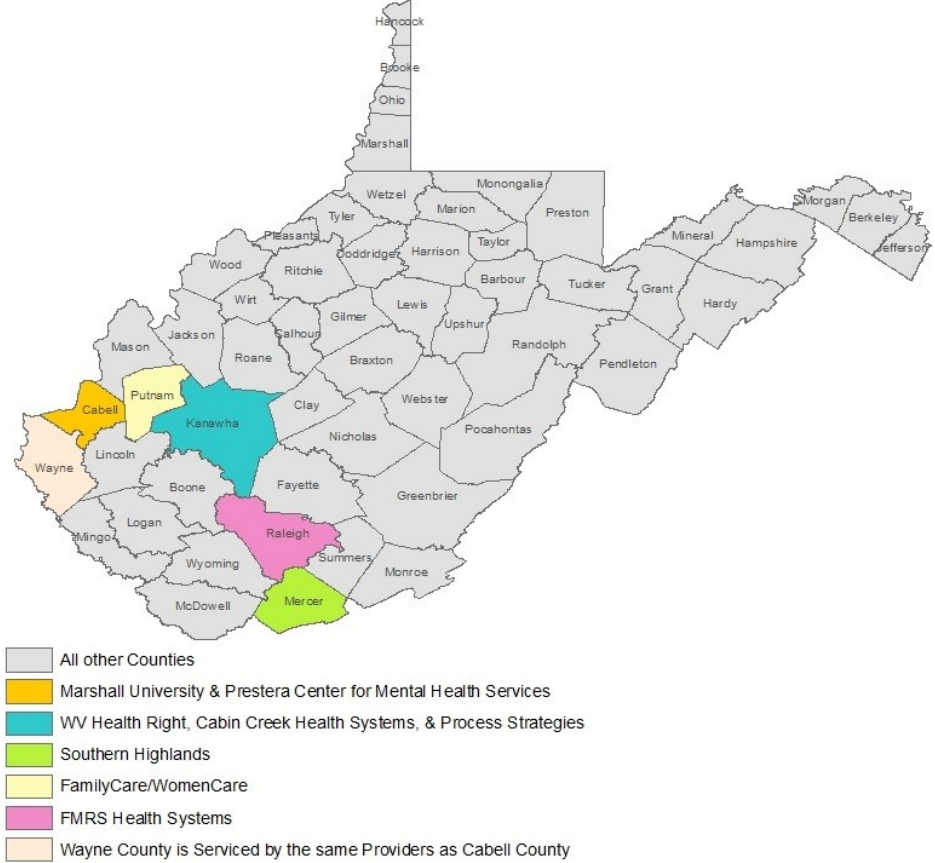 Hancock
Brooke
Ohio
Marshall
Wetzel
Monongalia
Marion
Preston
Tyler
Pleasants
Doddridge
Harrison
Taylor
Mineral
Hampshire
Morgan
Berkeley
Jefferson
Wood
Ritchie
Barbour
Tucker
Grant
Hardy
Wirt
Gilmer
Lewis
Upshur
Mason
Jackson
Roane
Calhoun
Braxton
Randolph
Pendleton
Cabell
Putnam
Kanawha
Clay
Webster
Pocahontas
Nicholas
Wayne
Lincoln
Boone
Fayette
Greenbrier
Mingo
Logan
Raleigh
Wyoming
Summers
Monroe
McDowell
Mercer
All other Counties
Marshall University & Prestera Center for Mental Health Services
WV Health Right, Cabin Creek Health Systems, & Process Strategies
Southern Highlands
FamilyCare/WomenCare
FMRS Health Systems
Wayne County is Serviced by the same Providers as Cabell County